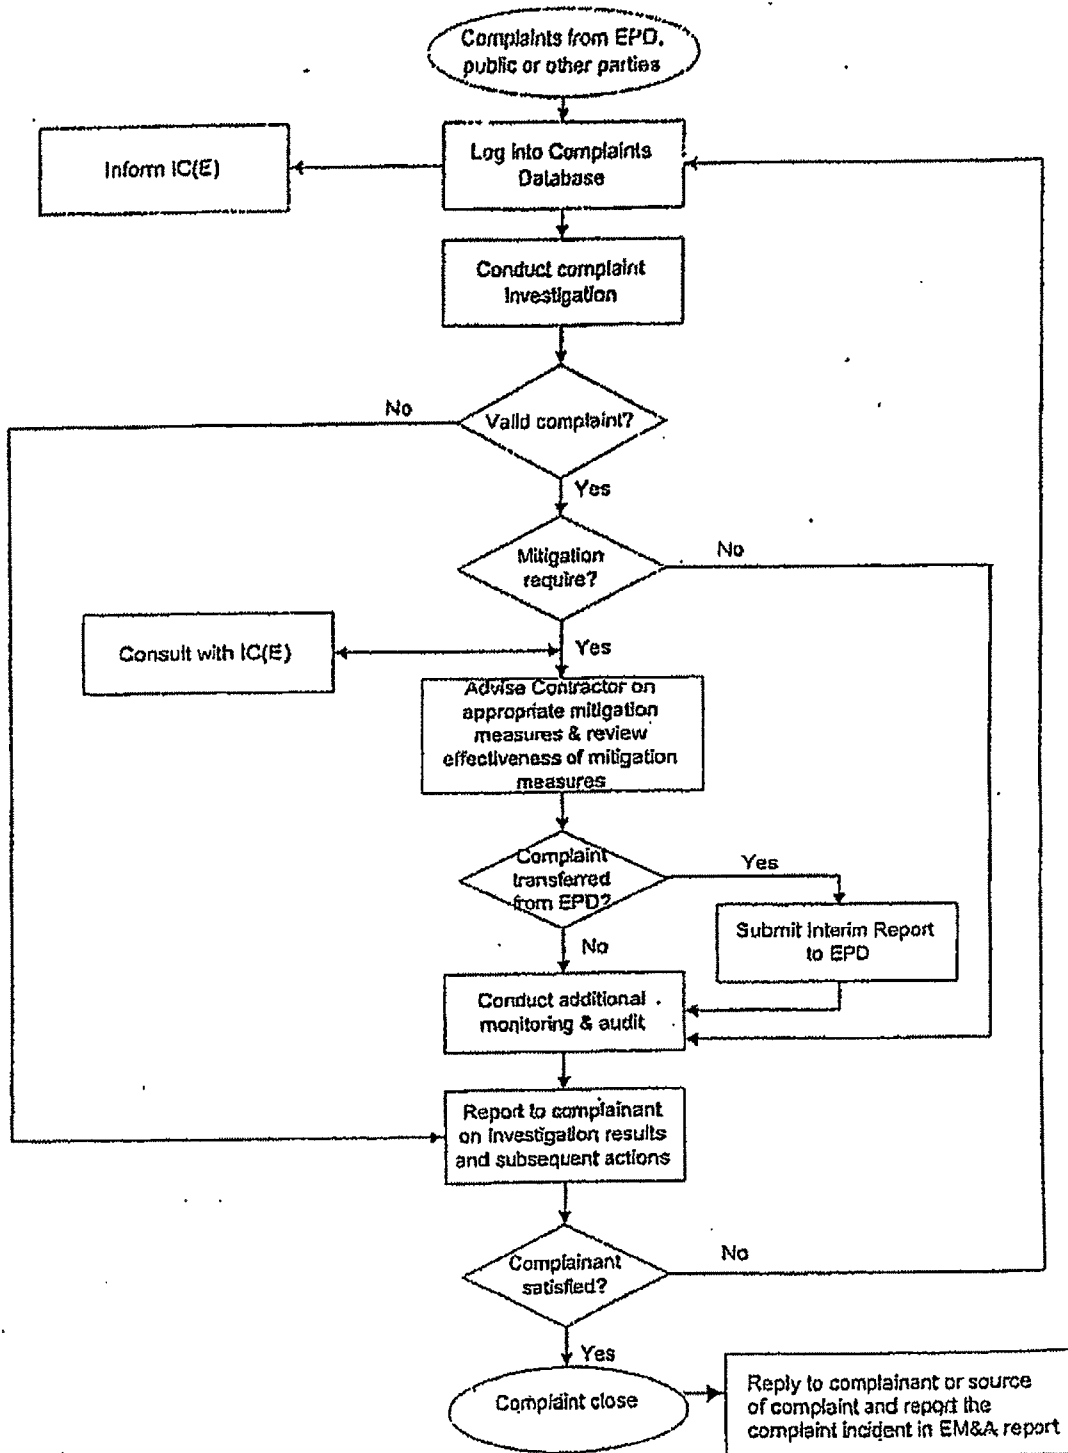 Complaints from EPD,
public or other parties
Inform IC(E)
Log into Complaints
Database
Conduct complaint
Investigation
No
Valid complaint?
Yes
Mitigation
require?
No
Consult with IC(E)
Yes
Advise Contractor on
appropriate mitigation
measures & review
effectiveness of mitigation
measures
Complaint
transferred
from EPD?
Yes
Submit Interim Report
to EPD
No
Conduct additional
monitoring & audit
Report to complainant
on investigation results
and subsequent actions
Complainant
satisfied?
No
Yes
Complaint close
Reply to complainant or source
of complaint and report the
complaint incident in EM&A report